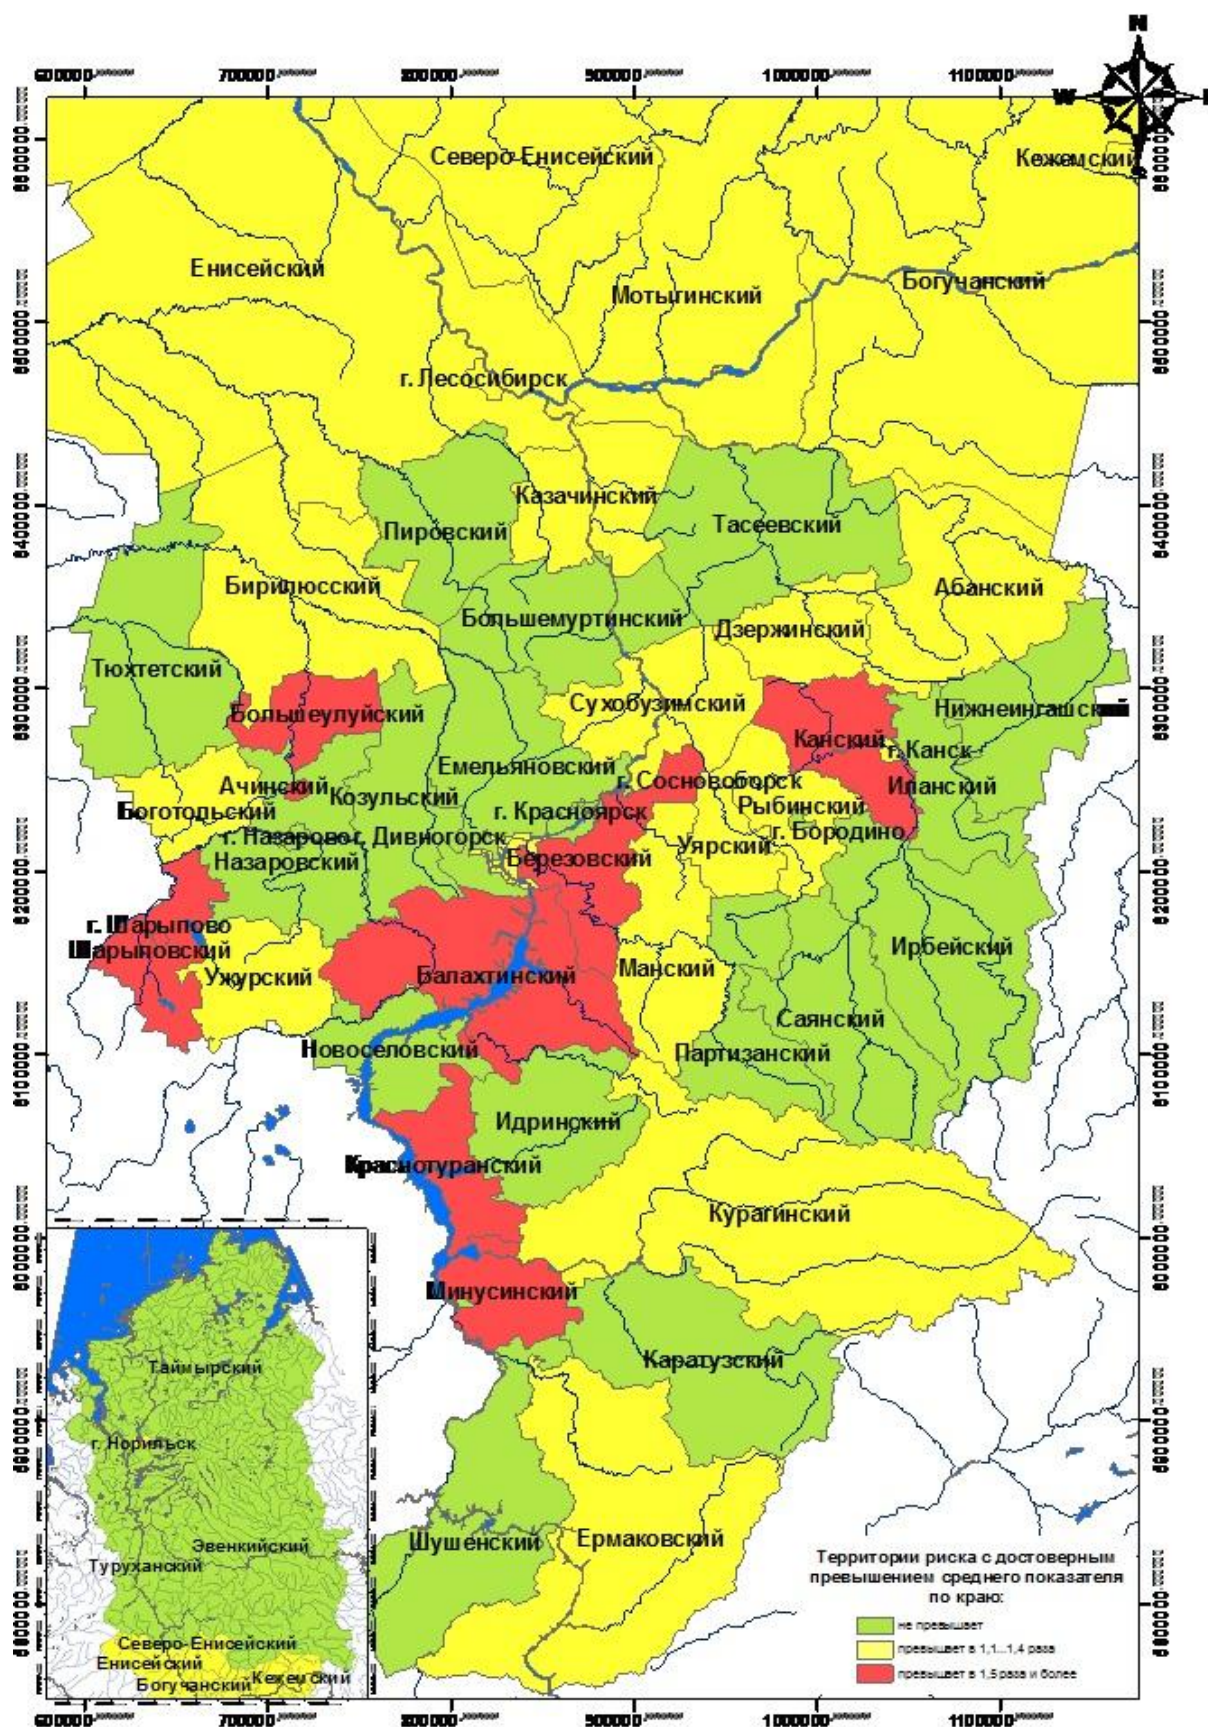 N
600000
700000
800000
900000
1000000
1100000
W
Северо-Енисейский
Кежемский
Енисейский
Богучанский
Мотыгинский
г. Лесосибирск
Казачинский
Тасеевский
Пировский
Бирилюсский
Абанский
Большемуртинский
Дзержинский
Тюхтетский
Сухобузимский
Нижнеингашский
Большеулуйский
Канский
г. Канск
Емельяновский
г. Сосновоборск
Ачинский
Козульский
Иланский
Боготольский
Рыбинский
г. Красноярск
г. Бородино
г. Назарово
г. Дивногорск
Уярский
Назаровский
Березовский
г. Шарыпово
Шарыповский
Ирбейский
Ужурский
Балахтинский
Манский
Саянский
Новоселовский
Партизанский
Идринский
Краснотуранский
Курагинский
Минусинский
Каратузский
Таймырский
г. Норильск
Эвенкийский
Туруханский
Шушенский
Ермаковский
Северо-Енисейский
Енисейский
Богучанский
Кежемский
Территории риска с достоверным
превышением среднего показателя
по краю:
не превышает
превышает в 1,1...1,4 раза
превышает в 1,5 раза и более
600000
700000
800000
900000
1000000
1100000